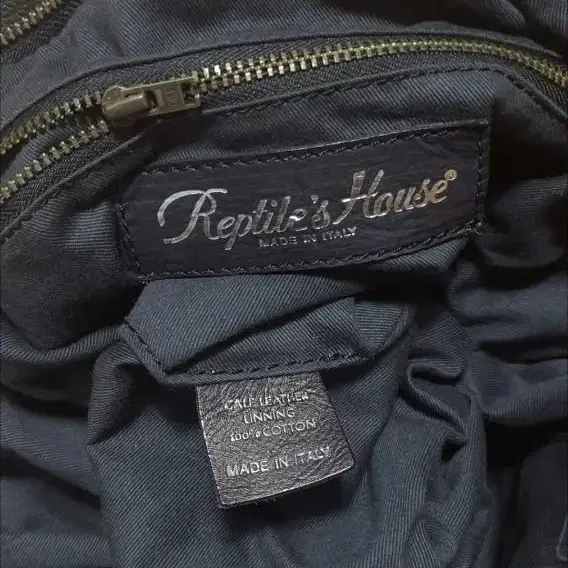 Reptile's House®
MADE IN ITALY
CALF LEATHER
LINNING
100% COTTON
MADE IN ITALY